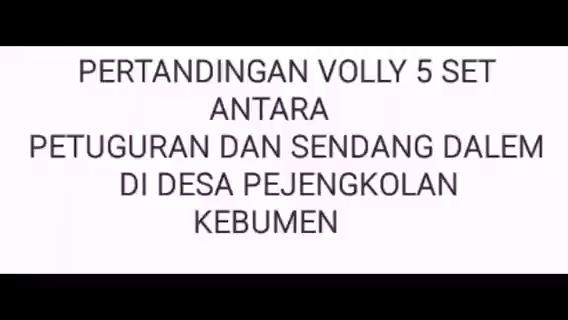 PERTANDINGAN VOLLY 5 SET
ANTARA
PETUGURAN DAN SENDANG DALEM
DI DESA PEJENGKOLAN
KEBUMEN